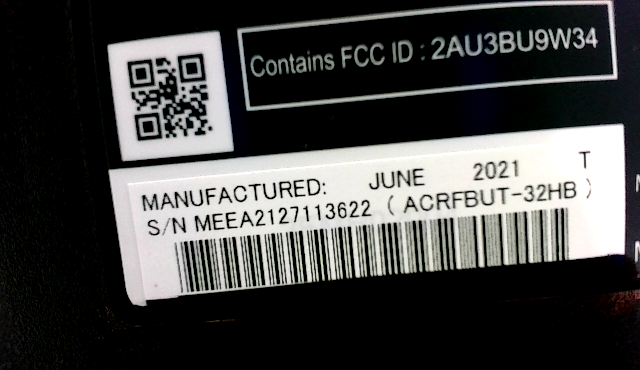 Contains FCC ID : 2AU3BU9W34
MANUFACTURED: JUNE 2021 T
S/N MEEA2127113622 ( ACRFBUT-32HB )